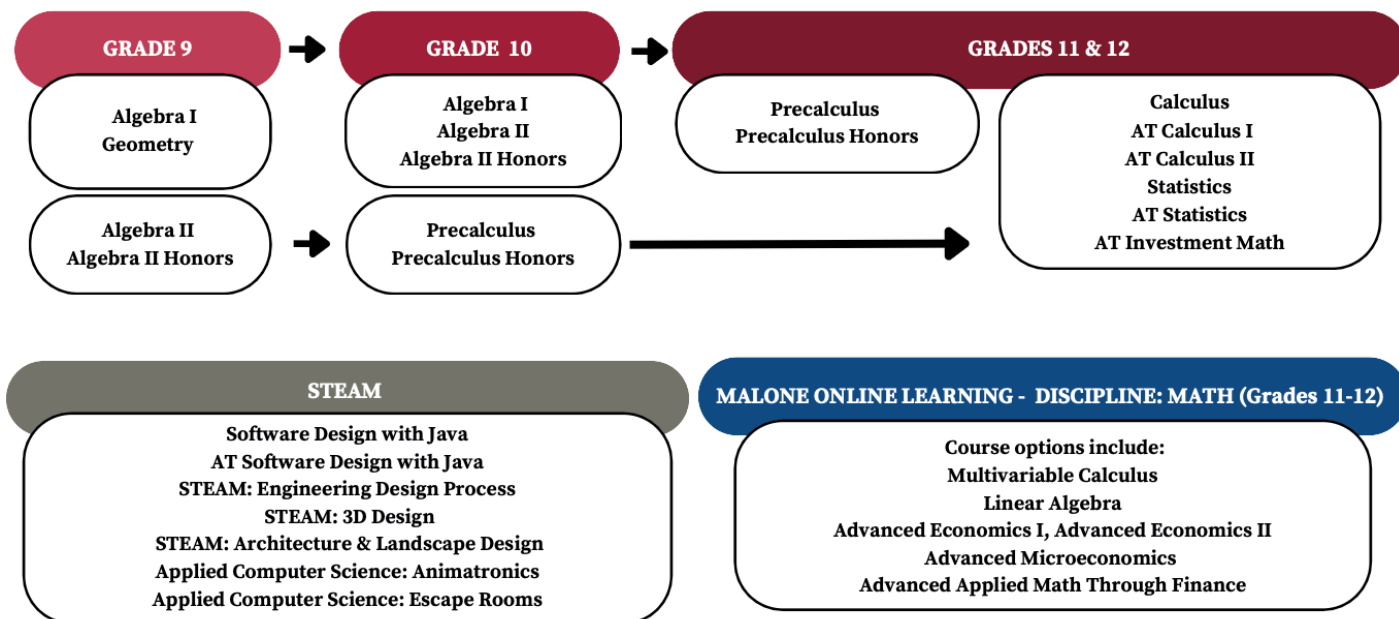 GRADE 9
GRADE 10
GRADES 11 & 12
Algebra I
Geometry
Algebra I
Algebra II
Algebra II Honors
Precalculus
Precalculus Honors
Calculus
AT Calculus I
AT Calculus II
Statistics
AT Statistics
AT Investment Math
Algebra II
Algebra II Honors
Precalculus
Precalculus Honors
STEAM
Software Design with Java
AT Software Design with Java
STEAM: Engineering Design Process
STEAM: 3D Design
STEAM: Architecture & Landscape Design
Applied Computer Science: Animatronics
Applied Computer Science: Escape Rooms
MALONE ONLINE LEARNING - DISCIPLINE: MATH (Grades 11-12)
Course options include:
Multivariable Calculus
Linear Algebra
Advanced Economics I, Advanced Economics II
Advanced Microeconomics
Advanced Applied Math Through Finance